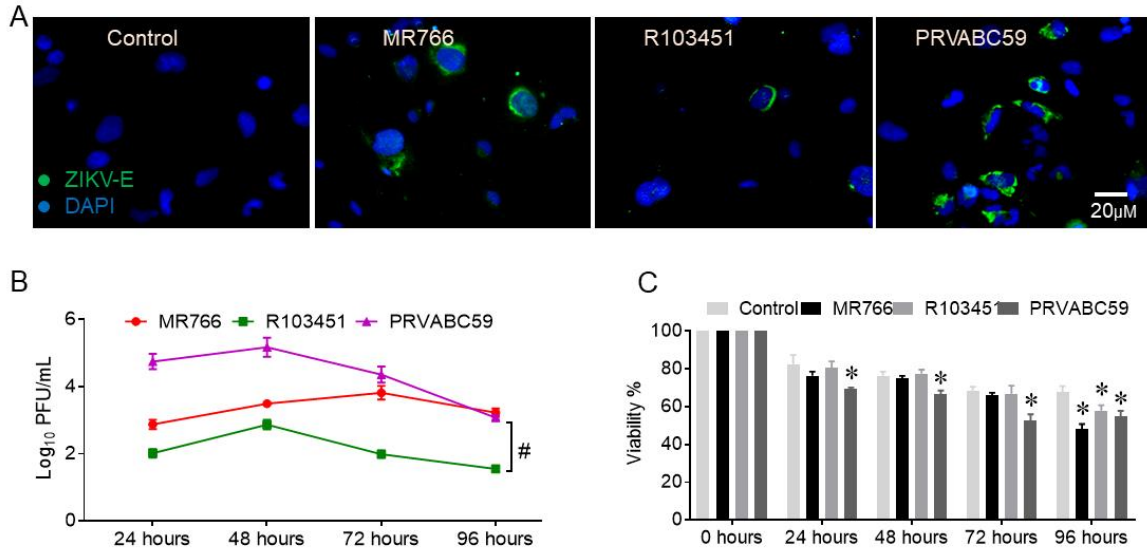 A
Control
MR766
R103451
PRVABC59
ZIKV-E
DAPI
20μM
B
MR766
R103451
PRVABC59
6
4
2
0
Log10 PFU/mL
#
24 hours
48 hours
72 hours
96 hours
C
Control
MR766
R103451
PRVABC59
100
80
60
40
20
0
Viability %
*
*
*
* * *
0 hours
24 hours
48 hours
72 hours
96 hours